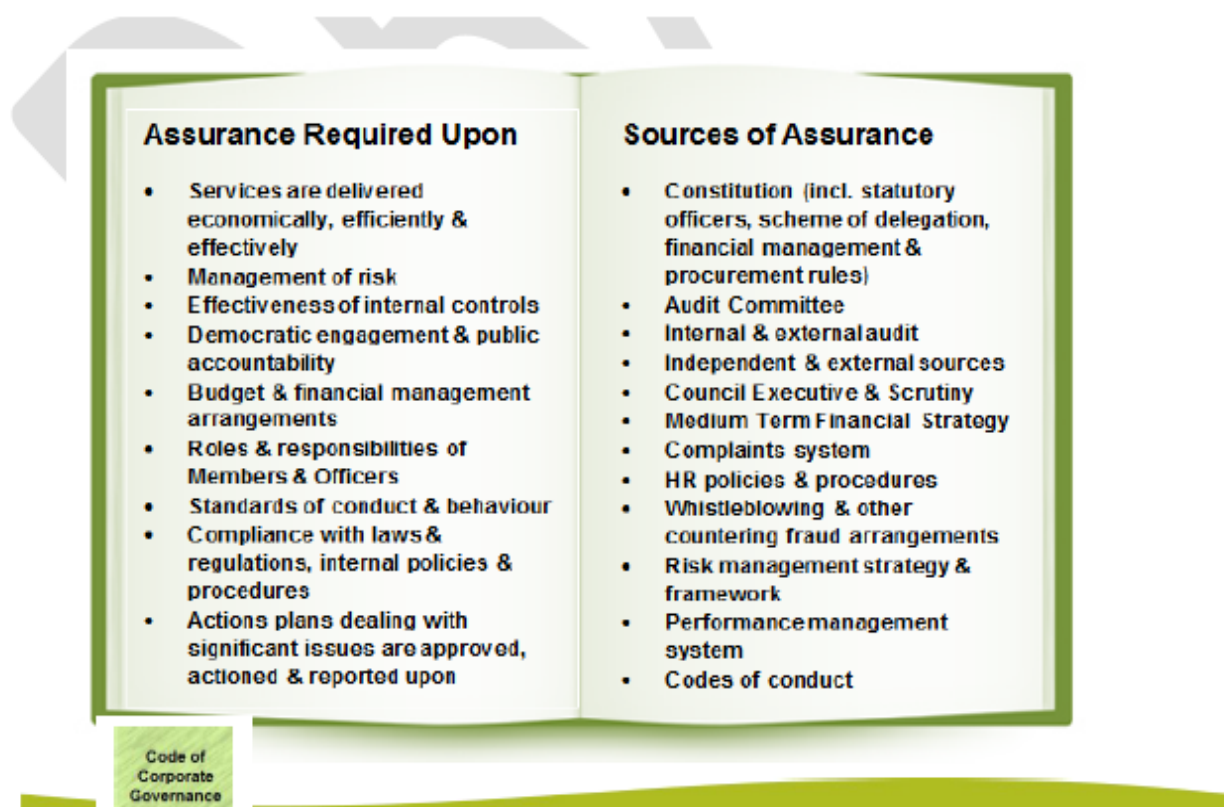 Assurance Required Upon
• Services are delivered
economically, efficiently &
effectively
• Management of risk
• Effectiveness of internal controls
• Democratic engagement & public
accountability
• Budget & financial management
arrangements
• Roles & responsibilities of
Members & Officers
• Standards of conduct & behaviour
• Compliance with laws &
regulations, internal policies &
procedures
• Actions plans dealing with
significant issues are approved,
actioned & reported upon
Sources of Assurance
• Constitution (incl. statutory
officers, scheme of delegation,
financial management &
procurement rules)
• Audit Committee
• Internal & external audit
• Independent & external sources
• Council Executive & Scrutiny
• Medium Term Financial Strategy
• Complaints system
• HR policies & procedures
• Whistleblowing & other
countering fraud arrangements
• Risk management strategy &
framework
• Performance management
system
• Codes of conduct
Code of
Corporate
Governance